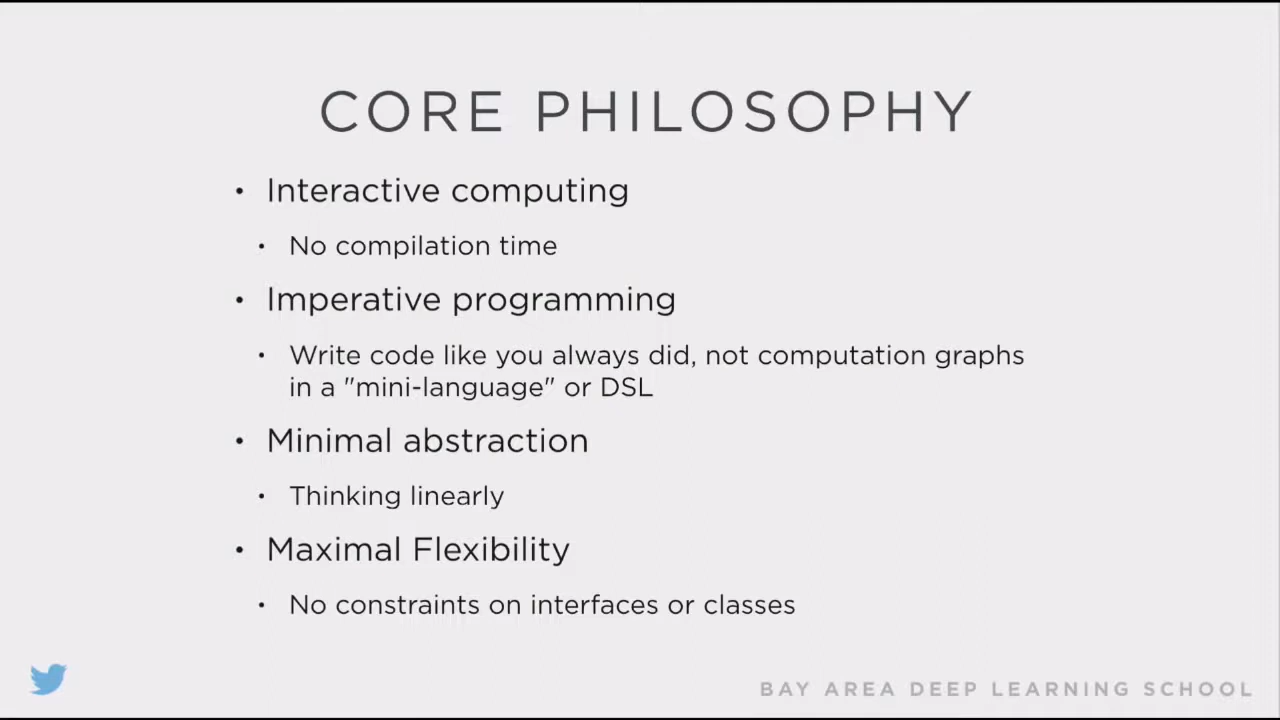 CORE PHILOSOPHY
• Interactive computing
• No compilation time
• Imperative programming
• Write code like you always did, not computation graphs
in a "mini-language" or DSL
• Minimal abstraction
• Thinking linearly
• Maximal Flexibility
• No constraints on interfaces or classes
BAY AREA DEEP LEARNING SCHOOL